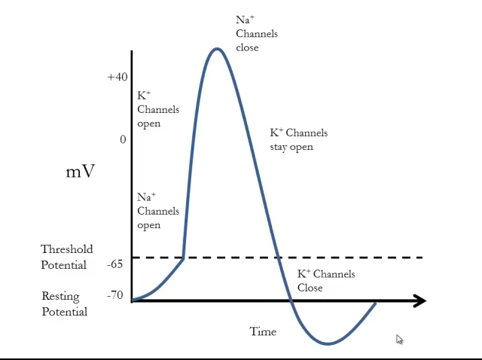 Na⁺
Channels
close
+40
K⁺
Channels
open
K⁺ Channels
stay open
0
mV
Na⁺
Channels
open
Threshold
Potential
-65
K⁺ Channels
Close
Resting
Potential
-70
Time